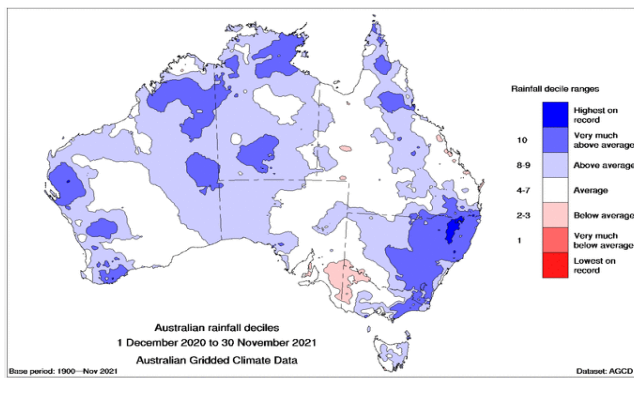 Rainfall decile ranges
Highest on
record
10
Very much
above average
8-9
Above average
4-7
Average
2-3
Below average
1
Very much
below average
Lowest on
record
Australian rainfall deciles
1 December 2020 to 30 November 2021
Australian Gridded Climate Data
Base period: 1900—Nov 2021
Dataset: AGCD